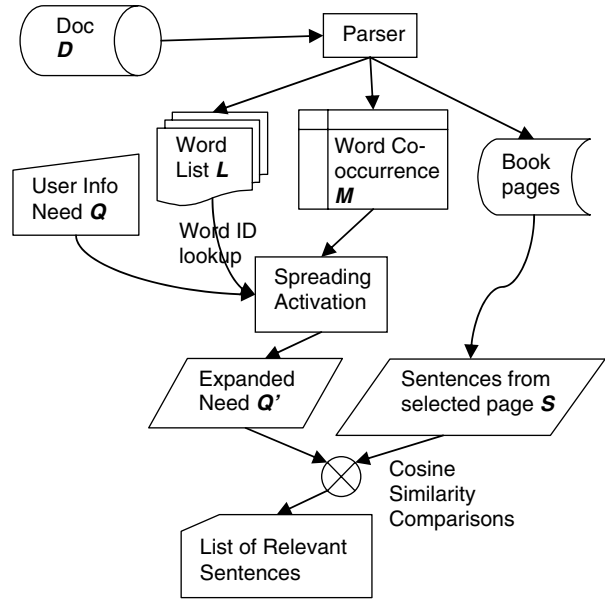 Doc
D
Parser
Word
List L
Word Co-
occurrence
M
Book
pages
User Info
Need Q
Word ID
lookup
Spreading
Activation
Expanded
Need Q’
Sentences from
selected page S
Cosine
Similarity
Comparisons
List of Relevant
Sentences